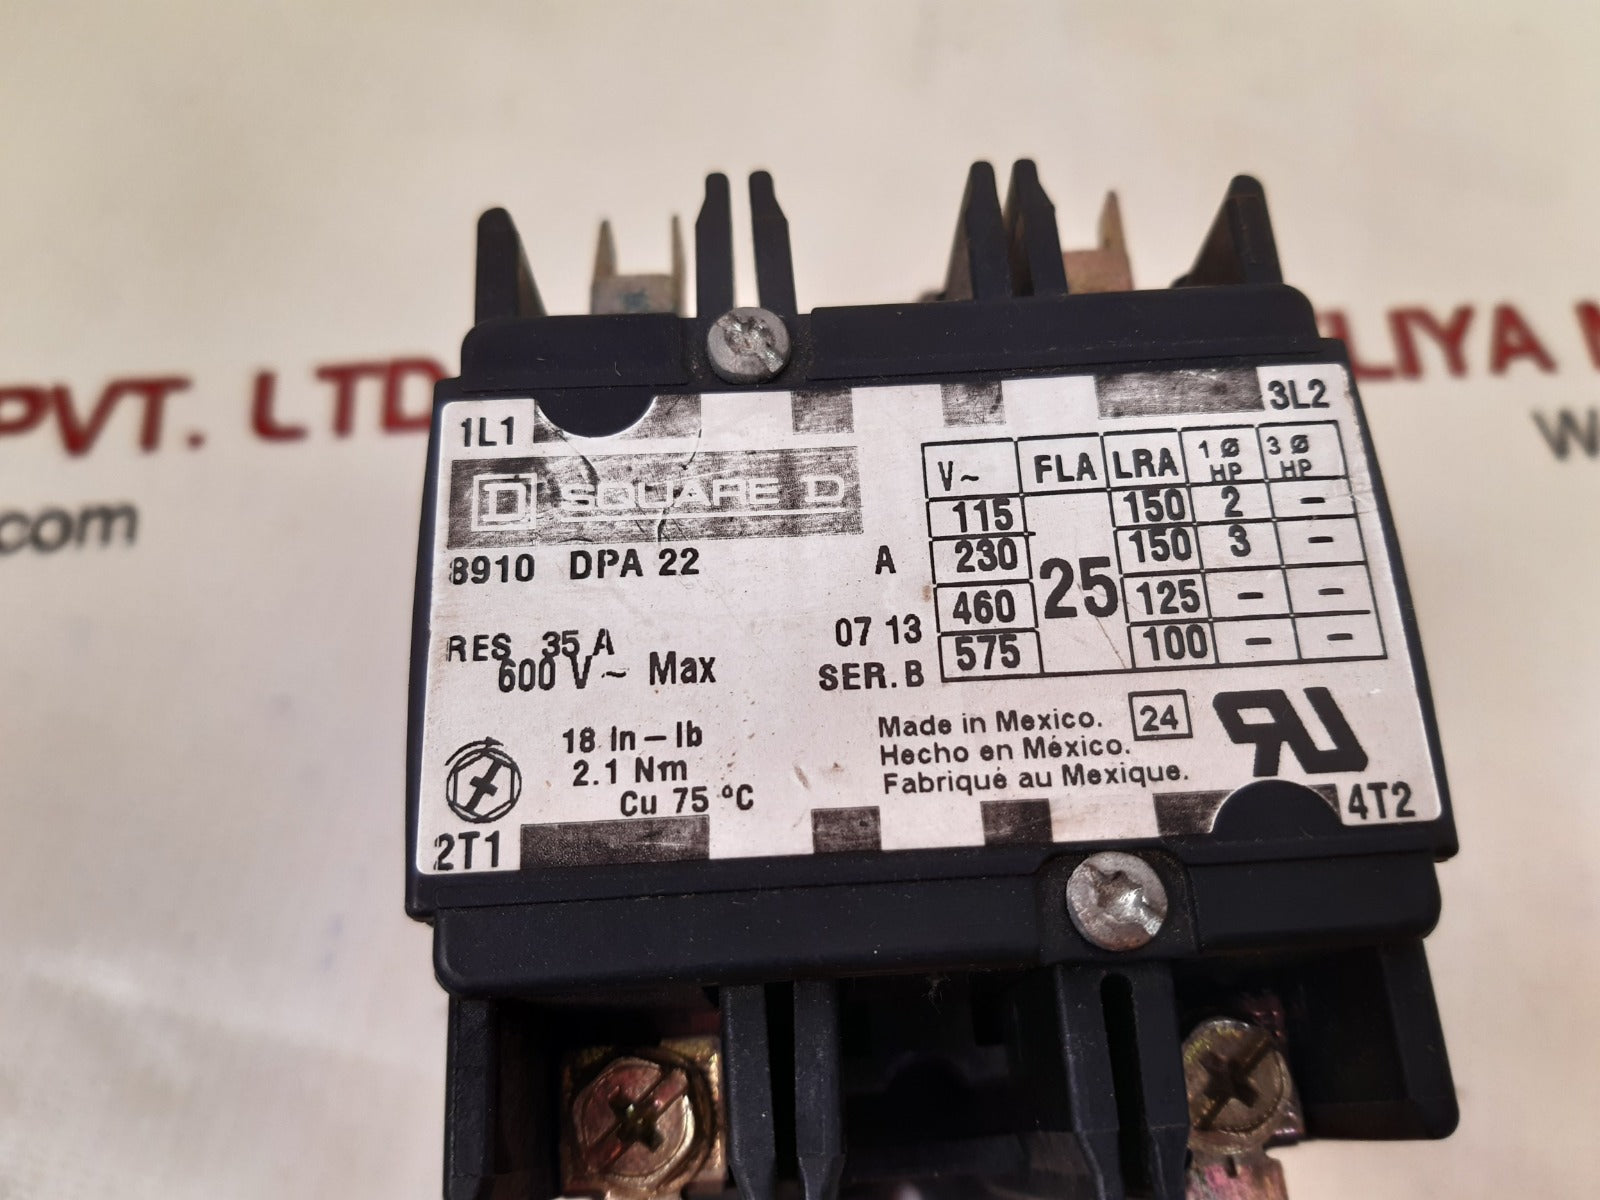 PVT. LTD
LIYA
com
W
1L1
3L2
D SQUARE D
8910 DPA 22 A
RES 35 A
600 V ~ Max
07 13
SER. B
V~ FLA LRA 1 Ø HP 3 Ø HP
115 25 150 2 –
230 150 3 –
460 125 – –
575 100 – –
18 In – lb
2.1 Nm
Cu 75 °C
Made in Mexico. 24
Hecho en México.
Fabriqué au Mexique.
RU
2T1
4T2